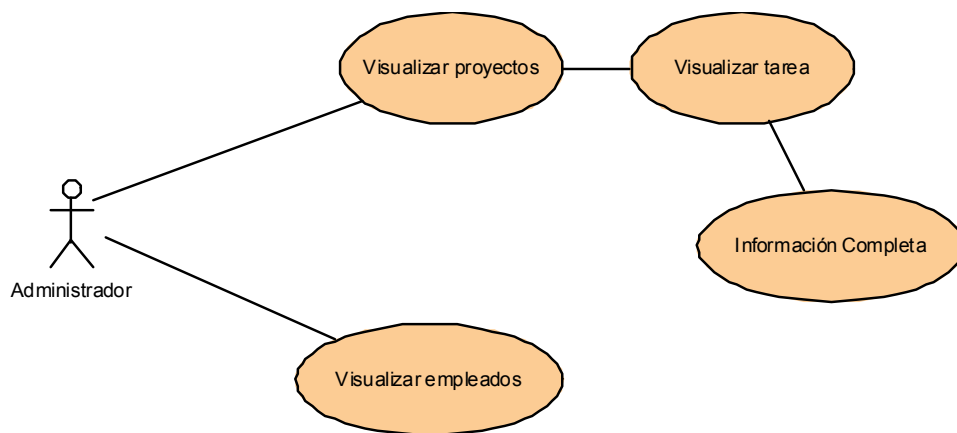 Visualizar proyectos
Visualizar tarea
Información Completa
Administrador
Visualizar empleados